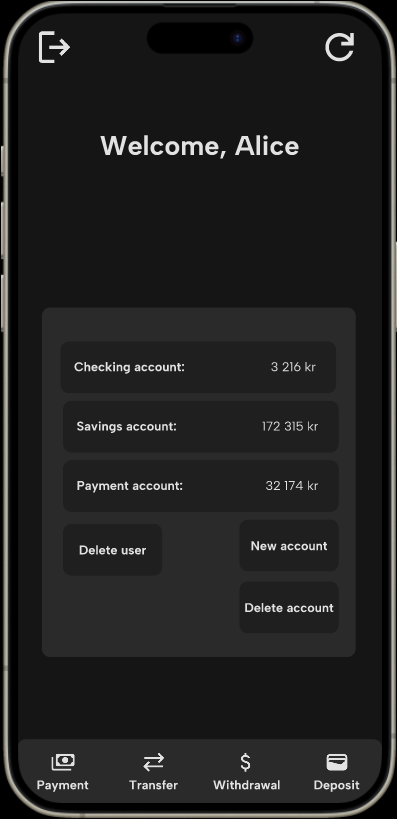 Welcome, Alice
Checking account: 3 216 kr
Savings account: 172 315 kr
Payment account: 32 174 kr
Delete user
New account
Delete account
Payment Transfer Withdrawal Deposit